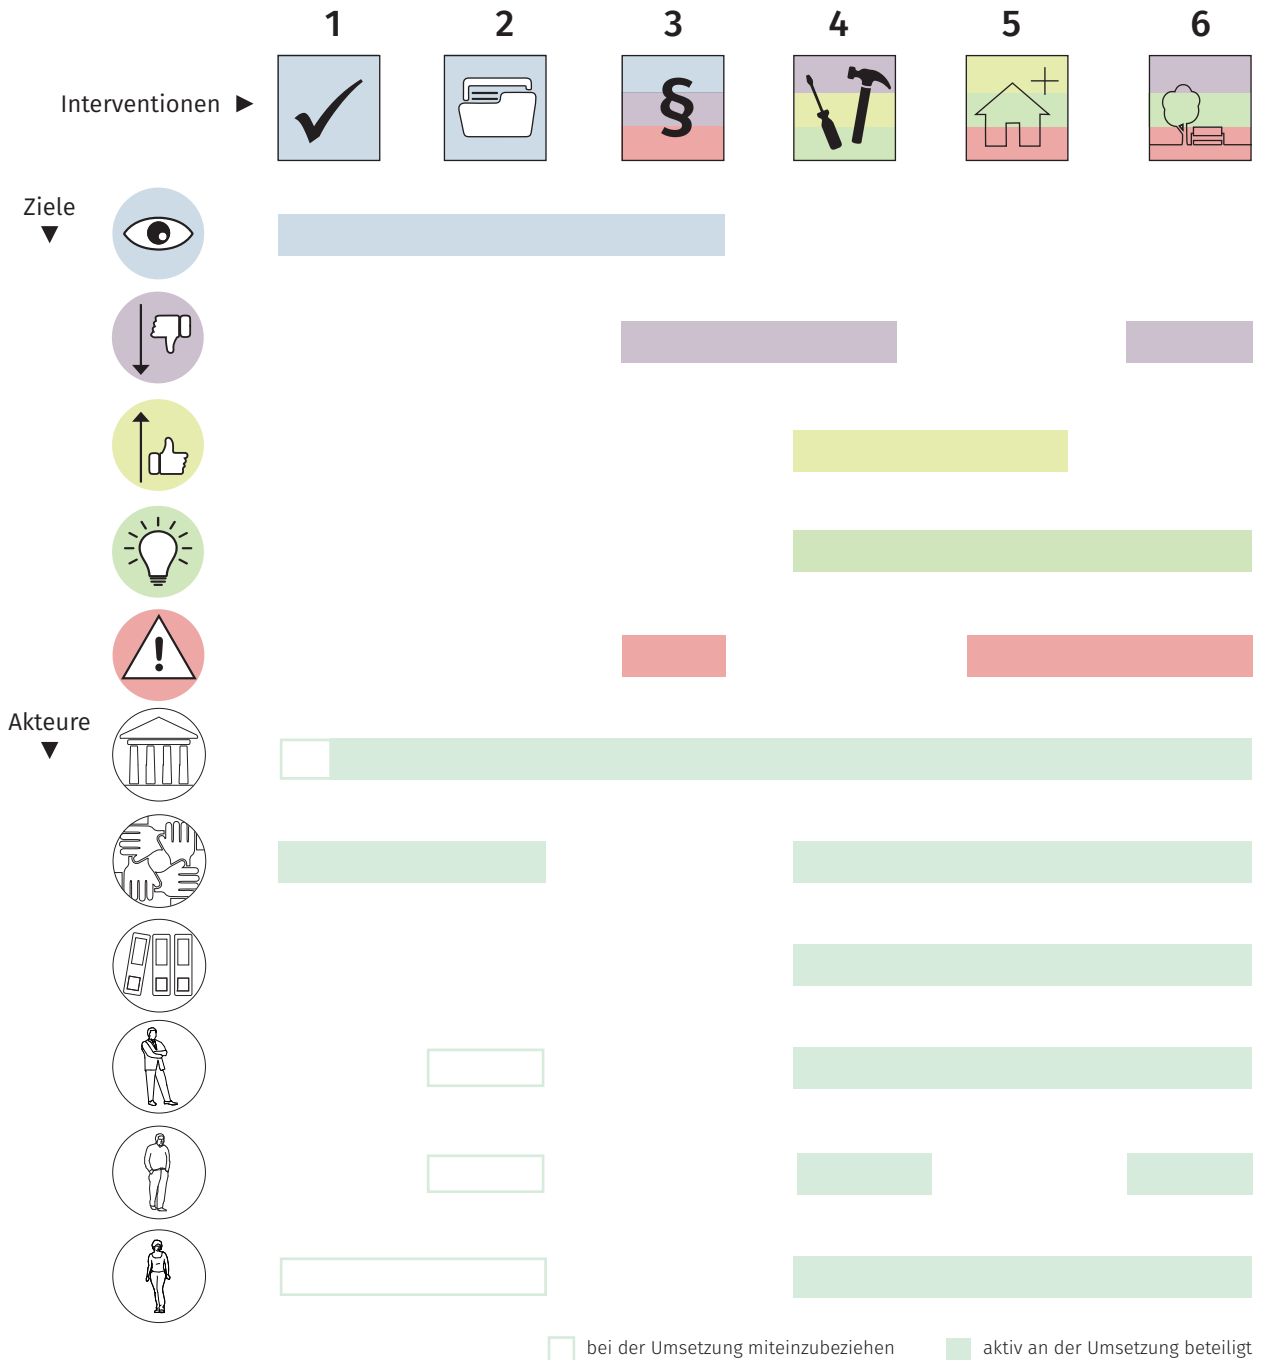 1 2 3 4 5 6
Interventionen ►
§
Ziele
▼
!
Akteure
▼
bei der Umsetzung miteinzubeziehen
aktiv an der Umsetzung beteiligt